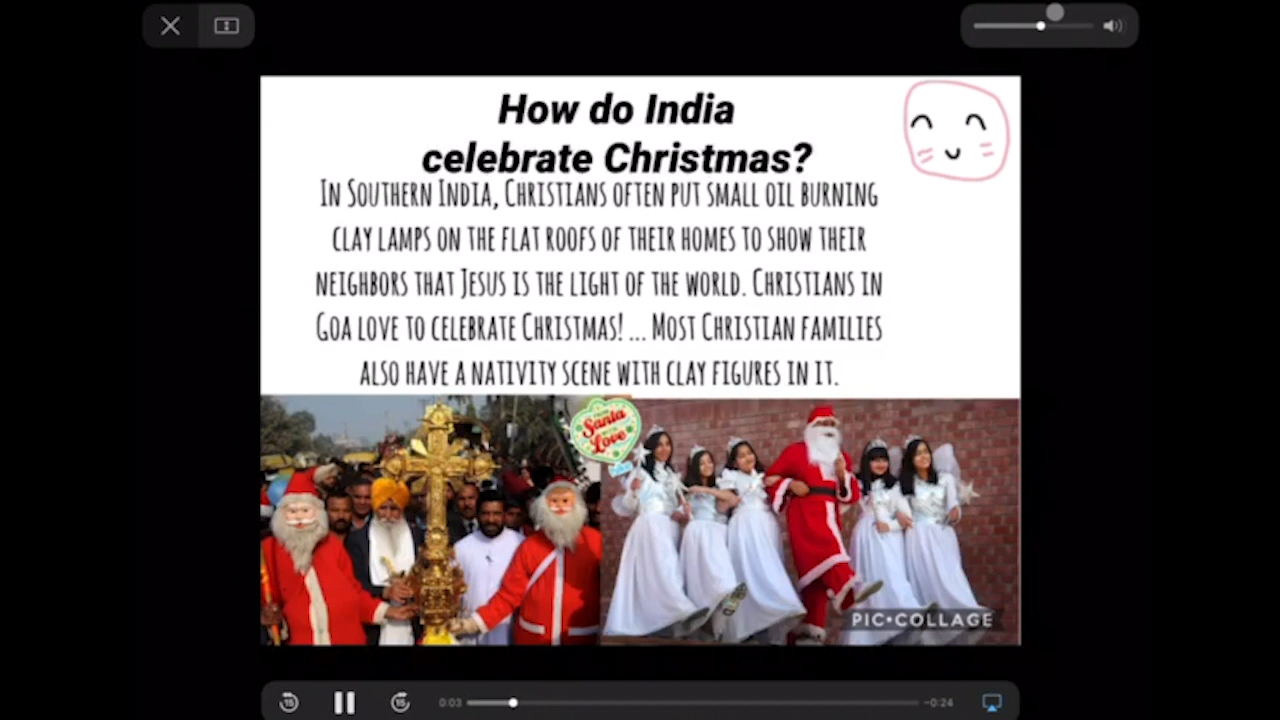 How do India
celebrate Christmas?
In Southern India, Christians often put small oil burning
clay lamps on the flat roofs of their homes to show their
neighbors that Jesus is the light of the world. Christians in
Goa love to celebrate Christmas! ... Most Christian families
also have a nativity scene with clay figures in it.
Santa
Love
PIC•COLLAGE
15
15
0:03
-0:24